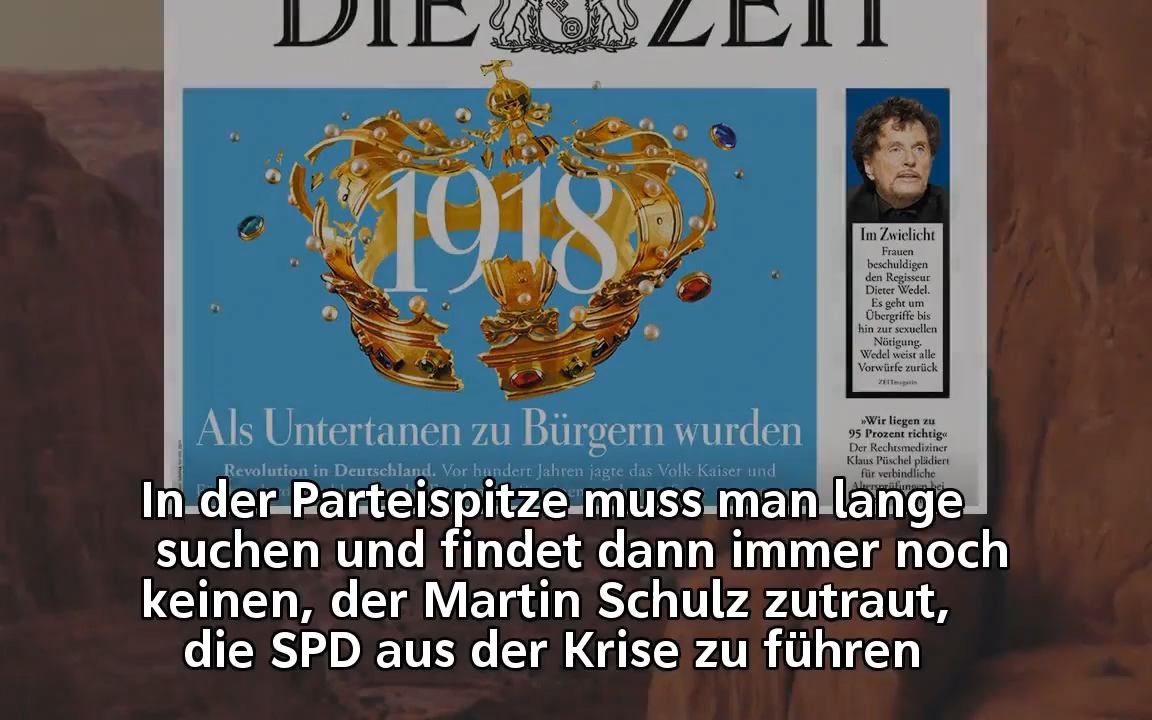 DIE ZEIT
1918
Im Zwielicht
Frauen
beschuldigen
den Regisseur
Dieter Wedel.
Es geht um
Übergriffe bis
hin zur sexuellen
Nötigung.
Wedel weist alle
Vorwürfe zurück
ZEITmagazin
Als Untertanen zu Bürgern wurden
Revolution in Deutschland. Vor hundert Jahren jagte das Volk Kaiser und
»Wir liegen zu
95 Prozent richtig«
Der Rechtsmediziner
Klaus Püschel plädiert
für verbindliche
Altersprüfungen bei
In der Parteispitze muss man lange
suchen und findet dann immer noch
keinen, der Martin Schulz zutraut,
die SPD aus der Krise zu führen